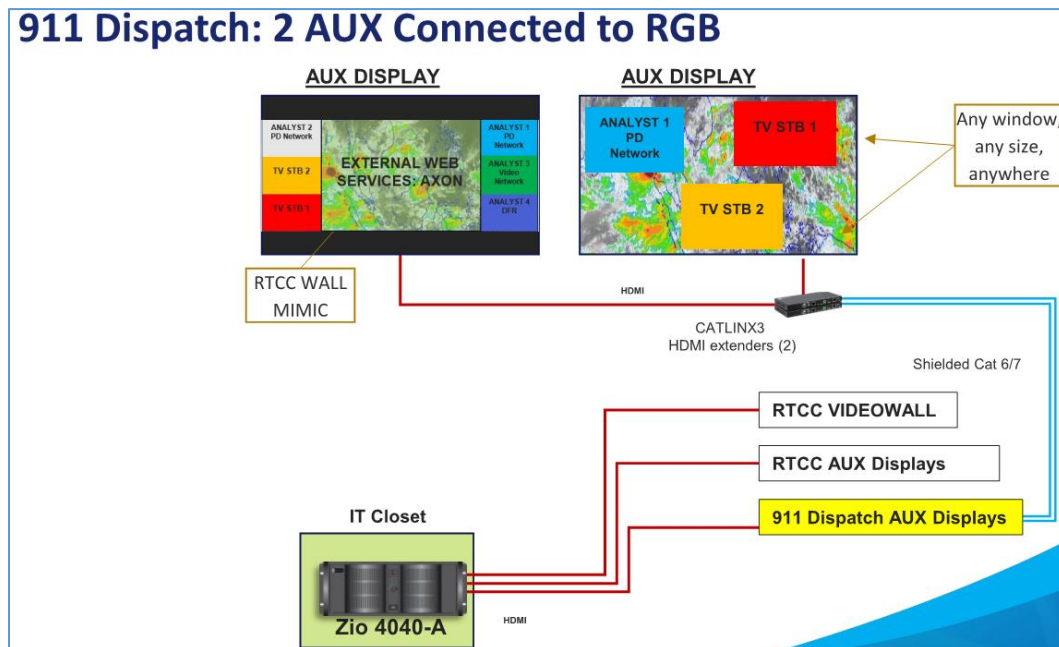 911 Dispatch: 2 AUX Connected to RGB
AUX DISPLAY
AUX DISPLAY
ANALYST 2
PD Network
TV STB 2
TV STB 1
EXTERNAL WEB
SERVICES: AXON
ANALYST 1
PD
Network
ANALYST 3
Video
Network
ANALYST 4
DFR
ANALYST 1
PD
Network
TV STB 1
TV STB 2
Any window,
any size,
anywhere
RTCC WALL
MIMIC
HDMI
CATLINX3
HDMI extenders (2)
Shielded Cat 6/7
RTCC VIDEOWALL
RTCC AUX Displays
911 Dispatch AUX Displays
IT Closet
Zio 4040-A
HDMI